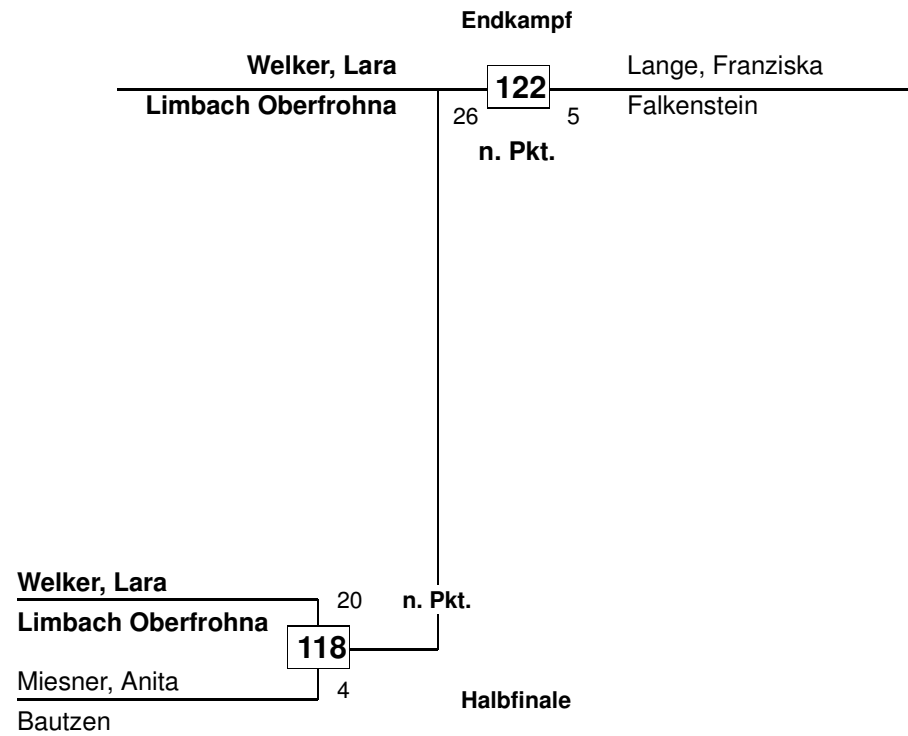 Endkampf
Welker, Lara
122
Lange, Franziska
Limbach Oberfrohna
26
5
Falkenstein
n. Pkt.
Welker, Lara
20
n. Pkt.
Limbach Oberfrohna
118
Miesner, Anita
4
Halbfinale
Bautzen